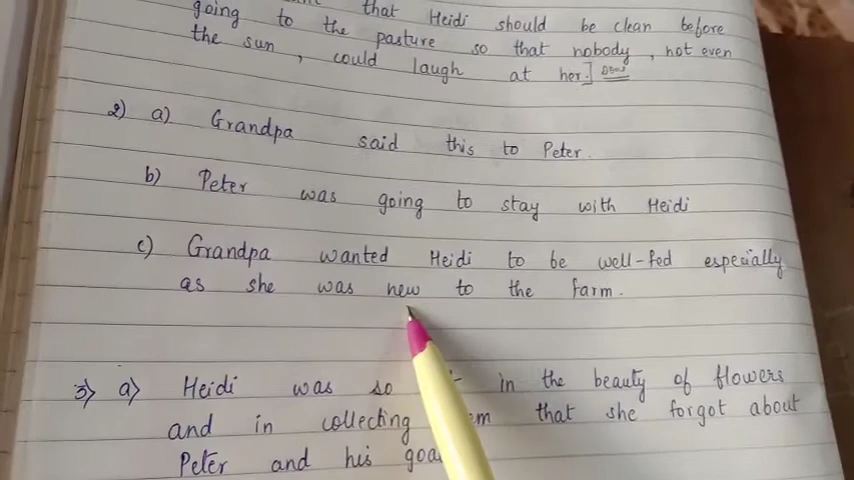 going to the that Heidi should be clean before
the sun, could pasture so that nobody, not even
laugh at her.]
2) a) Grandpa said this to Peter.
b) Peter was going to stay with Heidi
c) Grandpa wanted Heidi to be well-fed especially
as she was new to the farm.
3) a) Heidi was so in the beauty of flowers
and in collecting that she forgot about
Peter and his